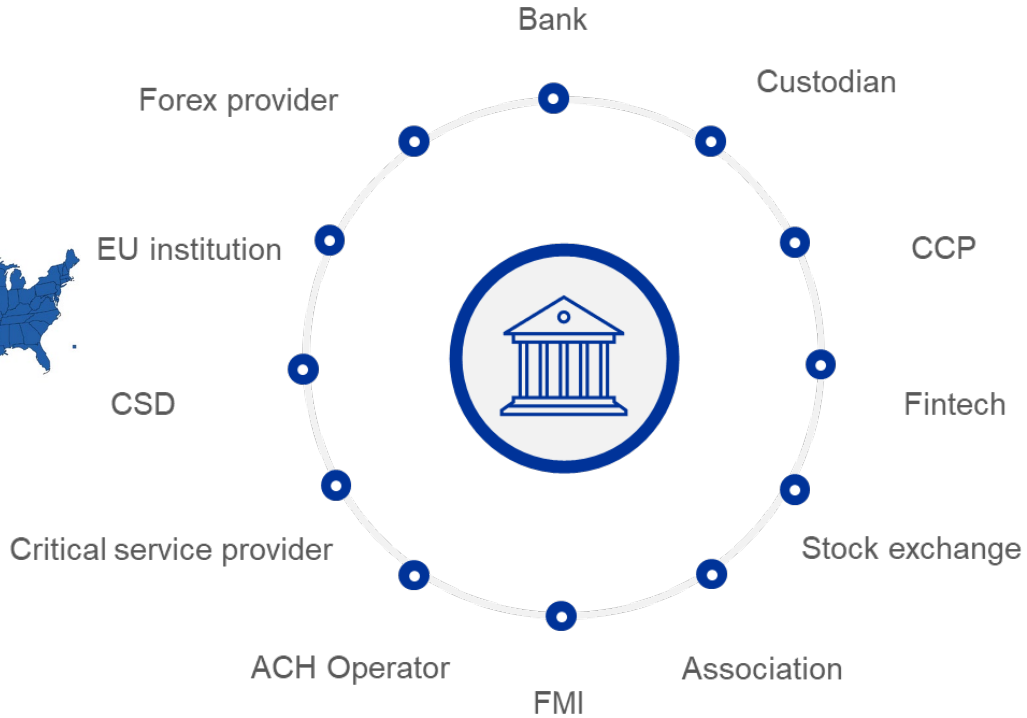 Bank
Custodian
Forex provider
EU institution
CCP
CSD
Fintech
Critical service provider
Stock exchange
ACH Operator
Association
FMI